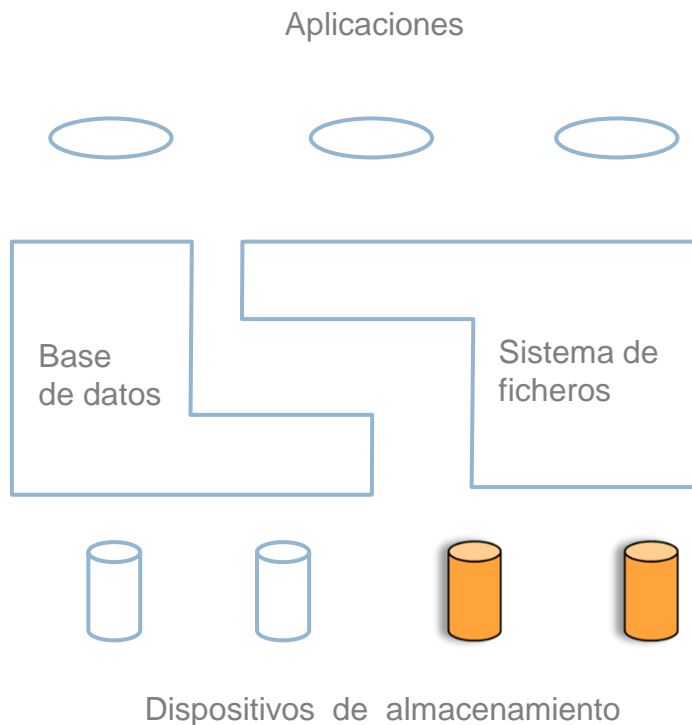 Aplicaciones
Base
de datos
Sistema de
ficheros
Dispositivos de almacenamiento